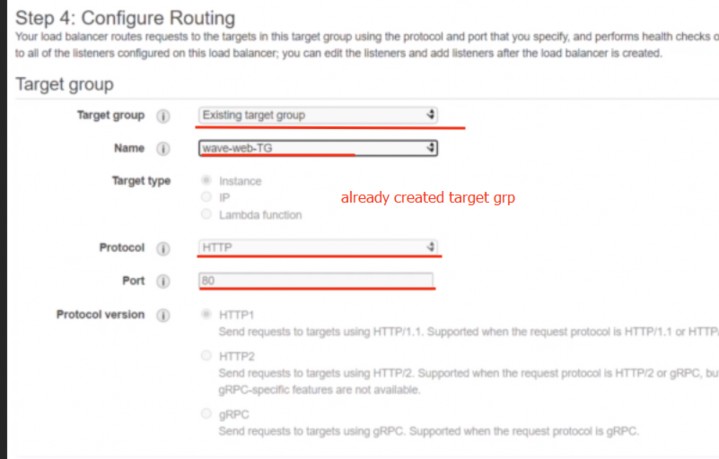 Step 4: Configure Routing
Your load balancer routes requests to the targets in this target group using the protocol and port that you specify, and performs health checks o
to all of the listeners configured on this load balancer; you can edit the listeners and add listeners after the load balancer is created.
Target group
Target group Existing target group
Name wave-web-TG
Target type Instance
IP
already created target grp
Lambda function
Protocol HTTP
Port 80
Protocol version HTTP1
Send requests to targets using HTTP/1.1. Supported when the request protocol is HTTP/1.1 or HTTP/
HTTP2
Send requests to targets using HTTP/2. Supported when the request protocol is HTTP/2 or gRPC, bu
gRPC-specific features are not available.
gRPC
Send requests to targets using gRPC. Supported when the request protocol is gRPC.